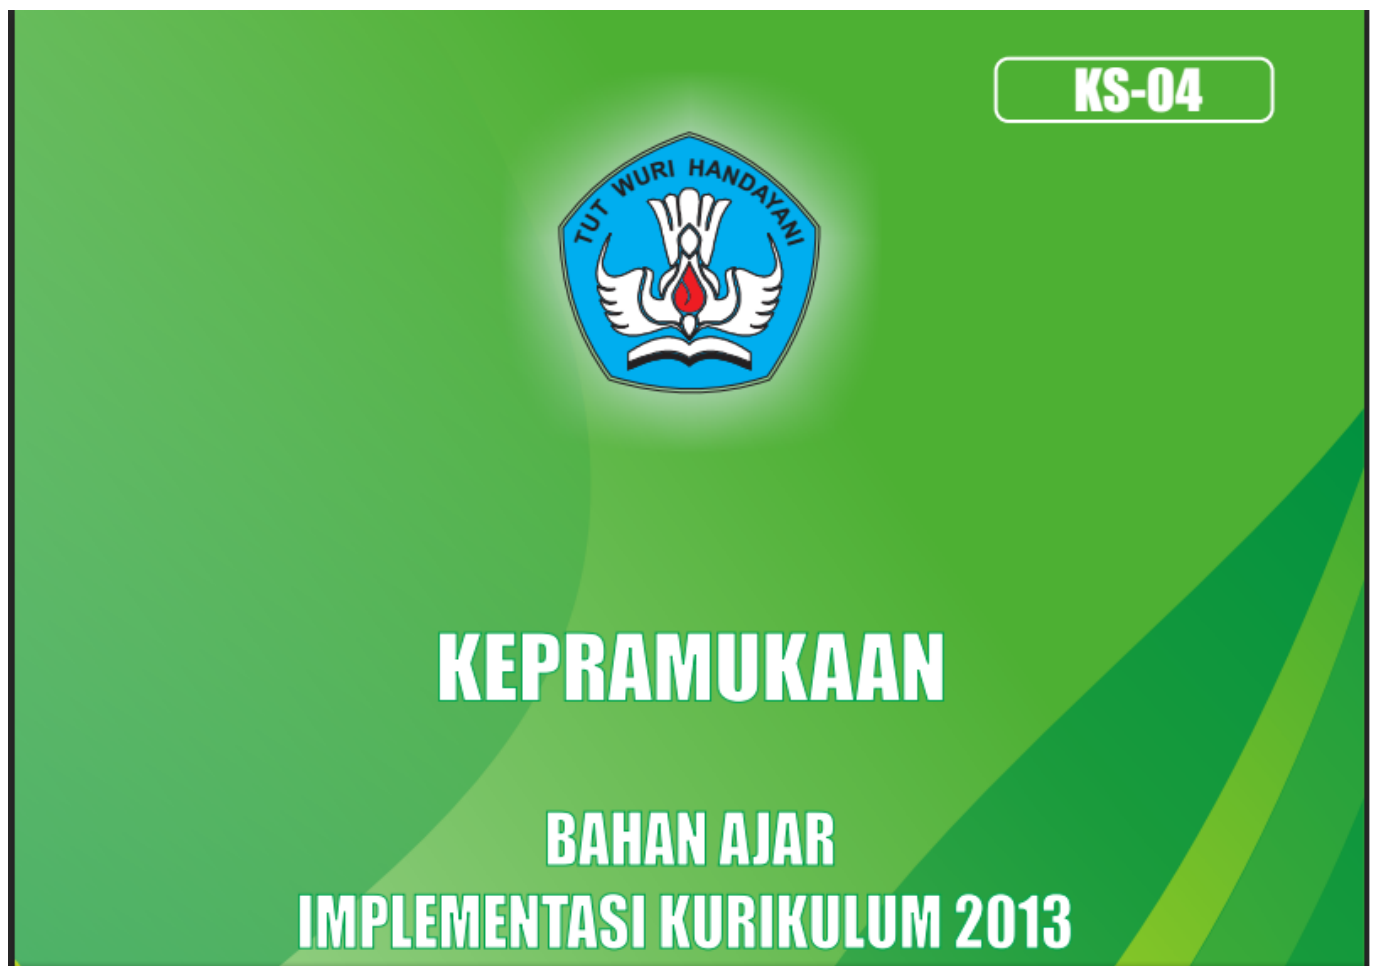 KS-04
TUT WURI HANDAYANI
KEPRAMUKAAN
BAHAN AJAR
IMPLEMENTASI KURIKULUM 2013